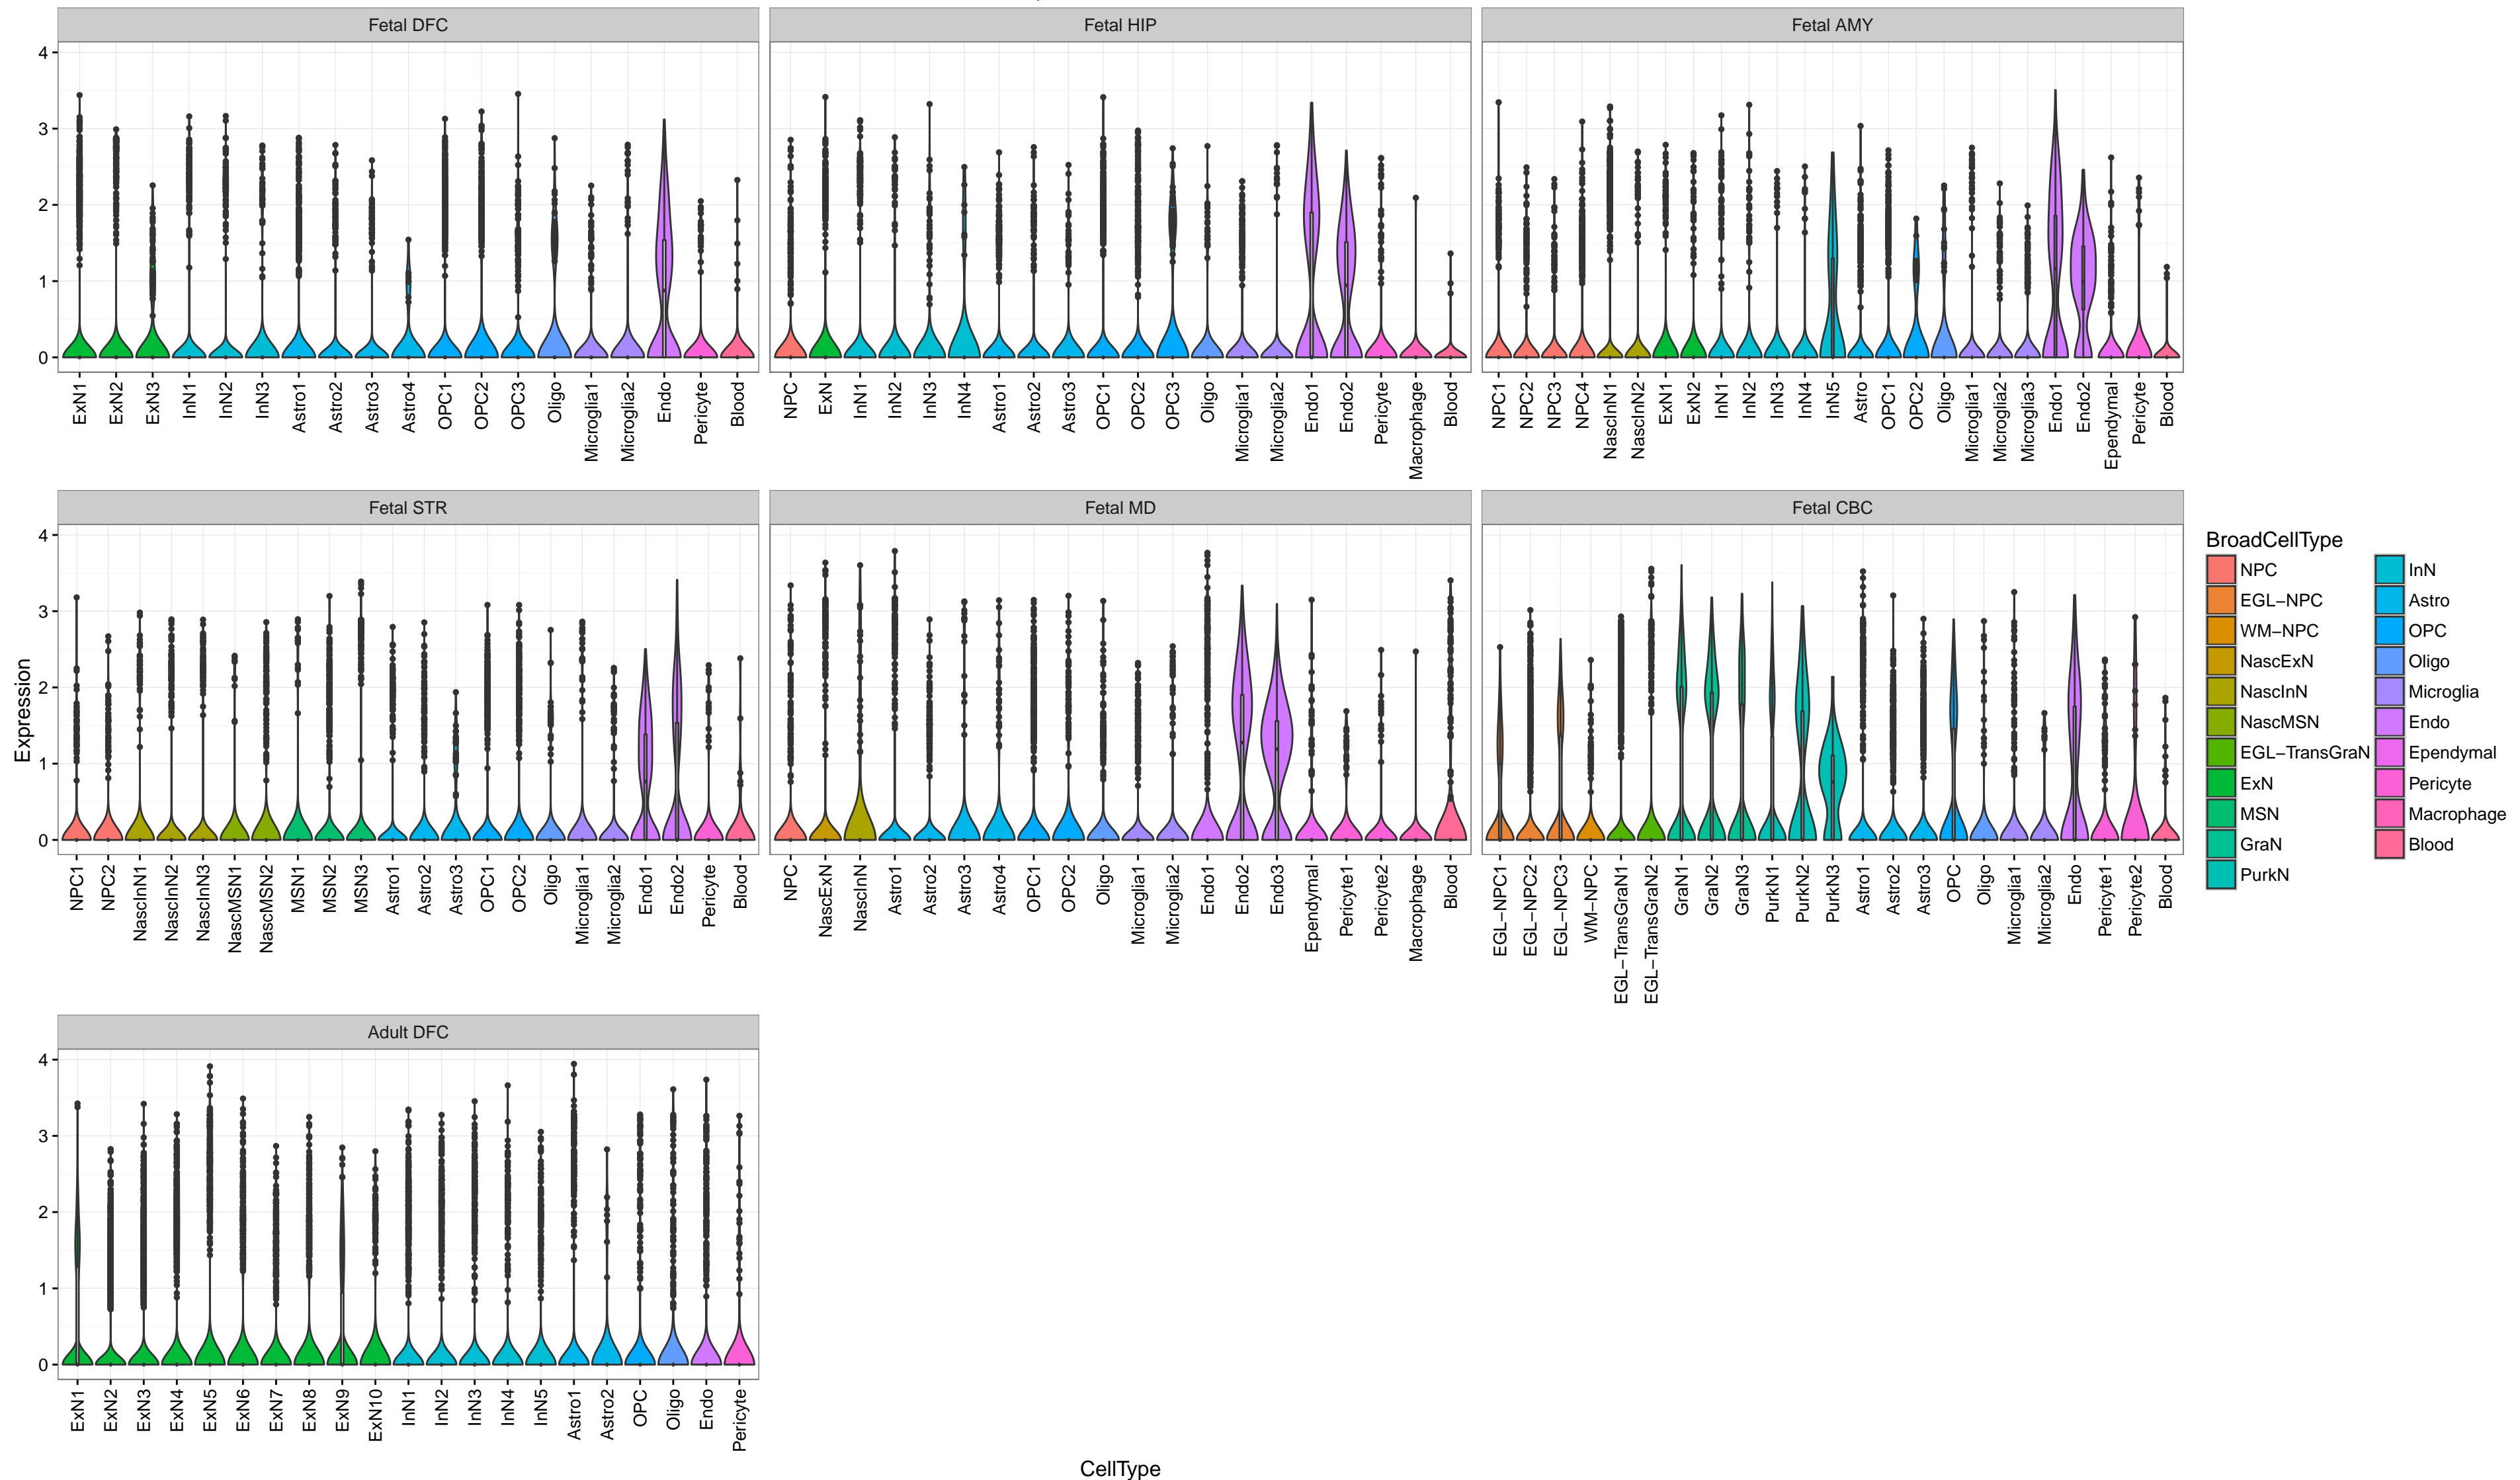 Fetal DFC
Fetal HIP
Fetal AMY
4
3
2
1
0
ExN1 ExN2 ExN3 InN1 InN2 InN3 Astro1 Astro2 Astro3 Astro4 OPC1 OPC2 OPC3 Oligo Microglia1 Microglia2 Endo Pericyte Blood
NPC ExN InN1 InN2 InN3 InN4 Astro1 Astro2 Astro3 OPC1 OPC2 OPC3 Oligo Microglia1 Microglia2 Endo1 Endo2 Pericyte Macrophage Blood
NPC1 NPC2 NPC3 NPC4 NascInN1 NascInN2 ExN1 ExN2 InN1 InN2 InN3 InN4 InN5 Astro OPC1 OPC2 Oligo Microglia1 Microglia2 Microglia3 Endo1 Endo2 Ependymal Pericyte Blood
Fetal STR
Fetal MD
Fetal CBC
Expression
4
3
2
1
0
NPC1 NPC2 NascInN1 NascInN2 NascInN3 NascMSN1 NascMSN2 MSN1 MSN2 MSN3 Astro1 Astro2 Astro3 OPC1 OPC2 Oligo Microglia1 Microglia2 Endo1 Endo2 Pericyte Blood
NPC NascExN NascInN Astro1 Astro2 Astro3 Astro4 OPC1 OPC2 Oligo Microglia1 Microglia2 Endo1 Endo2 Endo3 Ependymal Pericyte1 Pericyte2 Macrophage Blood
EGL−NPC1 EGL−NPC2 EGL−NPC3 WM−NPC EGL−TransGraN1 EGL−TransGraN2 GraN1 GraN2 GraN3 PurkN1 PurkN2 PurkN3 Astro1 Astro2 Astro3 OPC Oligo Microglia1 Microglia2 Endo Pericyte1 Pericyte2 Blood
BroadCellType
NPC
EGL−NPC
WM−NPC
NascExN
NascInN
NascMSN
EGL−TransGraN
ExN
MSN
GraN
PurkN
InN
Astro
OPC
Oligo
Microglia
Endo
Ependymal
Pericyte
Macrophage
Blood
Adult DFC
4
3
2
1
0
ExN1 ExN2 ExN3 ExN4 ExN5 ExN6 ExN7 ExN8 ExN9 ExN10 InN1 InN2 InN3 InN4 InN5 Astro1 Astro2 OPC Oligo Endo Pericyte
CellType